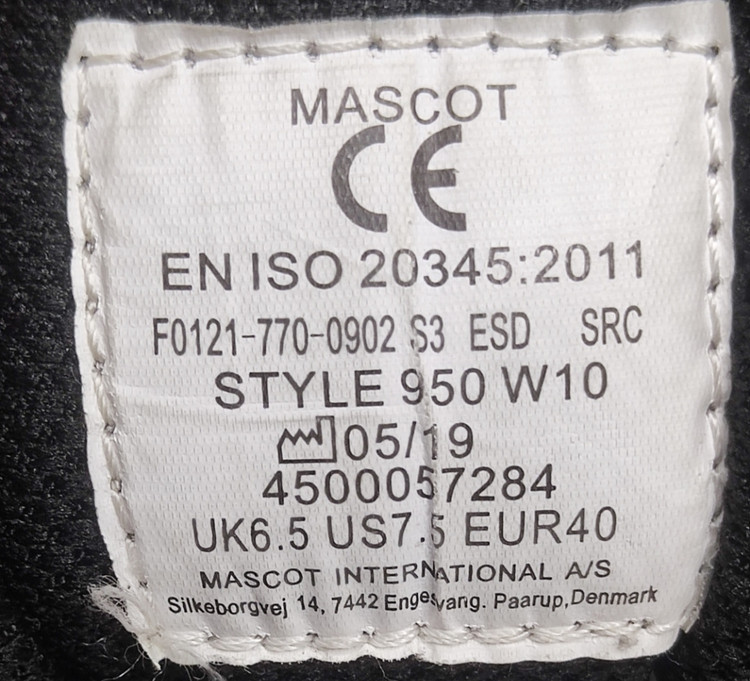 MASCOT
CE
EN ISO 20345:2011
F0121-770-0902 S3 ESD SRC
STYLE 950 W10
05/19
4500057284
UK6.5 US7.5 EUR40
MASCOT INTERNATIONAL A/S
Silkeborgvej 14, 7442 Engesvang. Paarup,Denmark